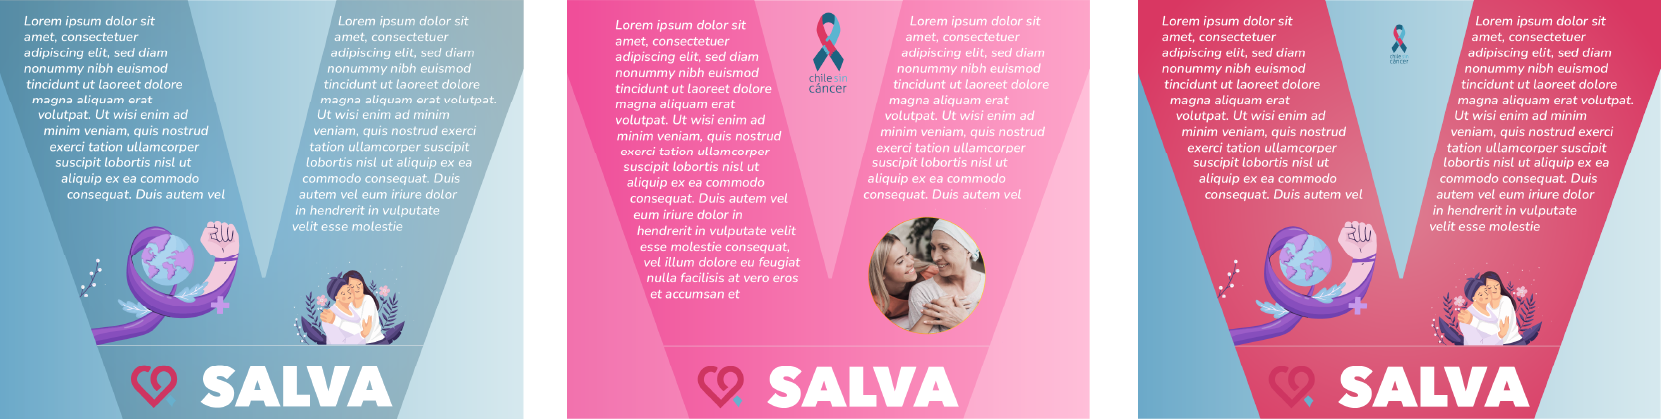 Lorem ipsum dolor sit
amet, consectetuer
adipiscing elit, sed diam
nonummy nibh euismod
tincidunt ut laoreet dolore
magna aliquam erat
volutpat. Ut wisi enim ad
minim veniam, quis nostrud
exerci tation ullamcorper
suscipit lobortis nisl ut
aliquip ex ea commodo
consequat. Duis autem vel
Lorem ipsum dolor sit
amet, consectetuer
adipiscing elit, sed diam
nonummy nibh euismod
tincidunt ut laoreet dolore
magna aliquam erat volutpat.
Ut wisi enim ad minim
veniam, quis nostrud exerci
tation ullamcorper suscipit
lobortis nisl ut aliquip ex ea
commodo consequat. Duis
autem vel eum iriure dolor
in hendrerit in vulputate
velit esse molestie
SALVA
Lorem ipsum dolor sit
amet, consectetuer
adipiscing elit, sed diam
nonummy nibh euismod
tincidunt ut laoreet dolore
magna aliquam erat
volutpat. Ut wisi enim ad
minim veniam, quis nostrud
exerci tation ullamcorper
suscipit lobortis nisl ut
aliquip ex ea commodo
consequat. Duis autem vel
eum iriure dolor in
hendrerit in vulputate velit
esse molestie consequat,
vel illum dolore eu feugiat
nulla facilisis at vero eros
et accumsan et
chile sin
cáncer
Lorem ipsum dolor sit
amet, consectetuer
adipiscing elit, sed diam
nonummy nibh euismod
tincidunt ut laoreet dolore
magna aliquam erat
volutpat. Ut wisi enim ad
minim veniam, quis nostrud
exerci tation ullamcorper
suscipit lobortis nisl ut
aliquip ex ea commodo
consequat. Duis autem vel
SALVA
Lorem ipsum dolor sit
amet, consectetuer
adipiscing elit, sed diam
nonummy nibh euismod
tincidunt ut laoreet dolore
magna aliquam erat
volutpat. Ut wisi enim ad
minim veniam, quis nostrud
exerci tation ullamcorper
suscipit lobortis nisl ut
aliquip ex ea commodo
consequat. Duis autem vel
chile sin
cáncer
Lorem ipsum dolor sit
amet, consectetuer
adipiscing elit, sed diam
nonummy nibh euismod
tincidunt ut laoreet dolore
magna aliquam erat volutpat.
Ut wisi enim ad minim
veniam, quis nostrud exerci
tation ullamcorper suscipit
lobortis nisl ut aliquip ex ea
commodo consequat. Duis
autem vel eum iriure dolor
in hendrerit in vulputate
velit esse molestie
SALVA